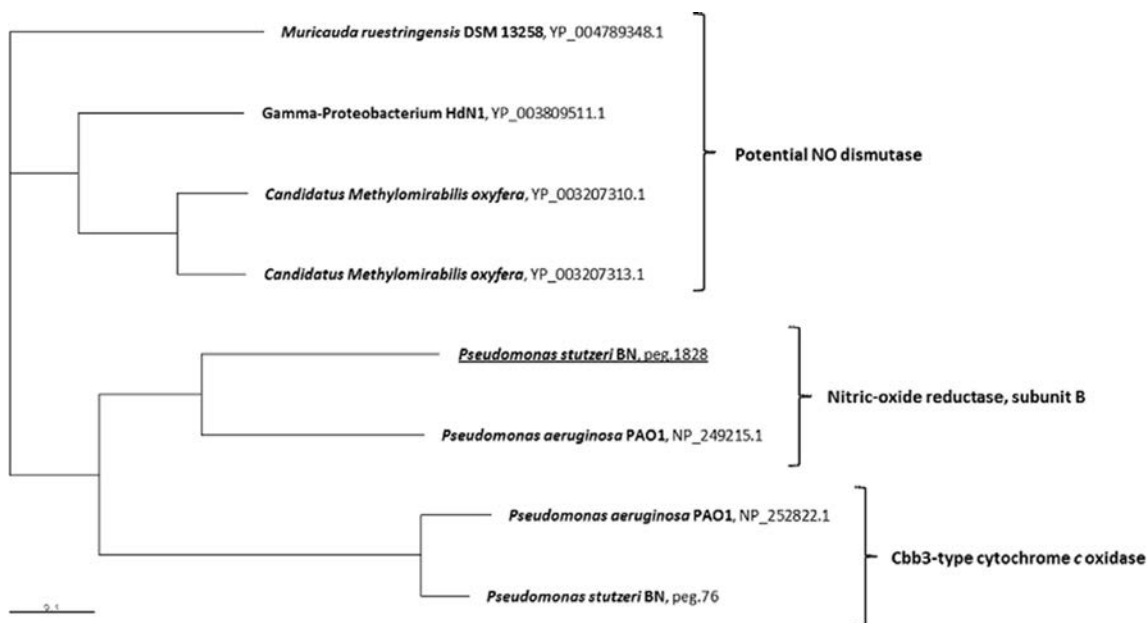 Muricauda ruestringensis DSM 13258, YP_004789348.1
Gamma-Proteobacterium HdN1, YP_003809511.1
Potential NO dismutase
Candidatus Methylomirabilis oxyfera, YP_003207310.1
Candidatus Methylomirabilis oxyfera, YP_003207313.1
Pseudomonas stutzeri BN, peg.1828
Nitric-oxide reductase, subunit B
Pseudomonas aeruginosa PAO1, NP_249215.1
Pseudomonas aeruginosa PAO1, NP_252822.1
Cbb3-type cytochrome c oxidase
Pseudomonas stutzeri BN, peg.76